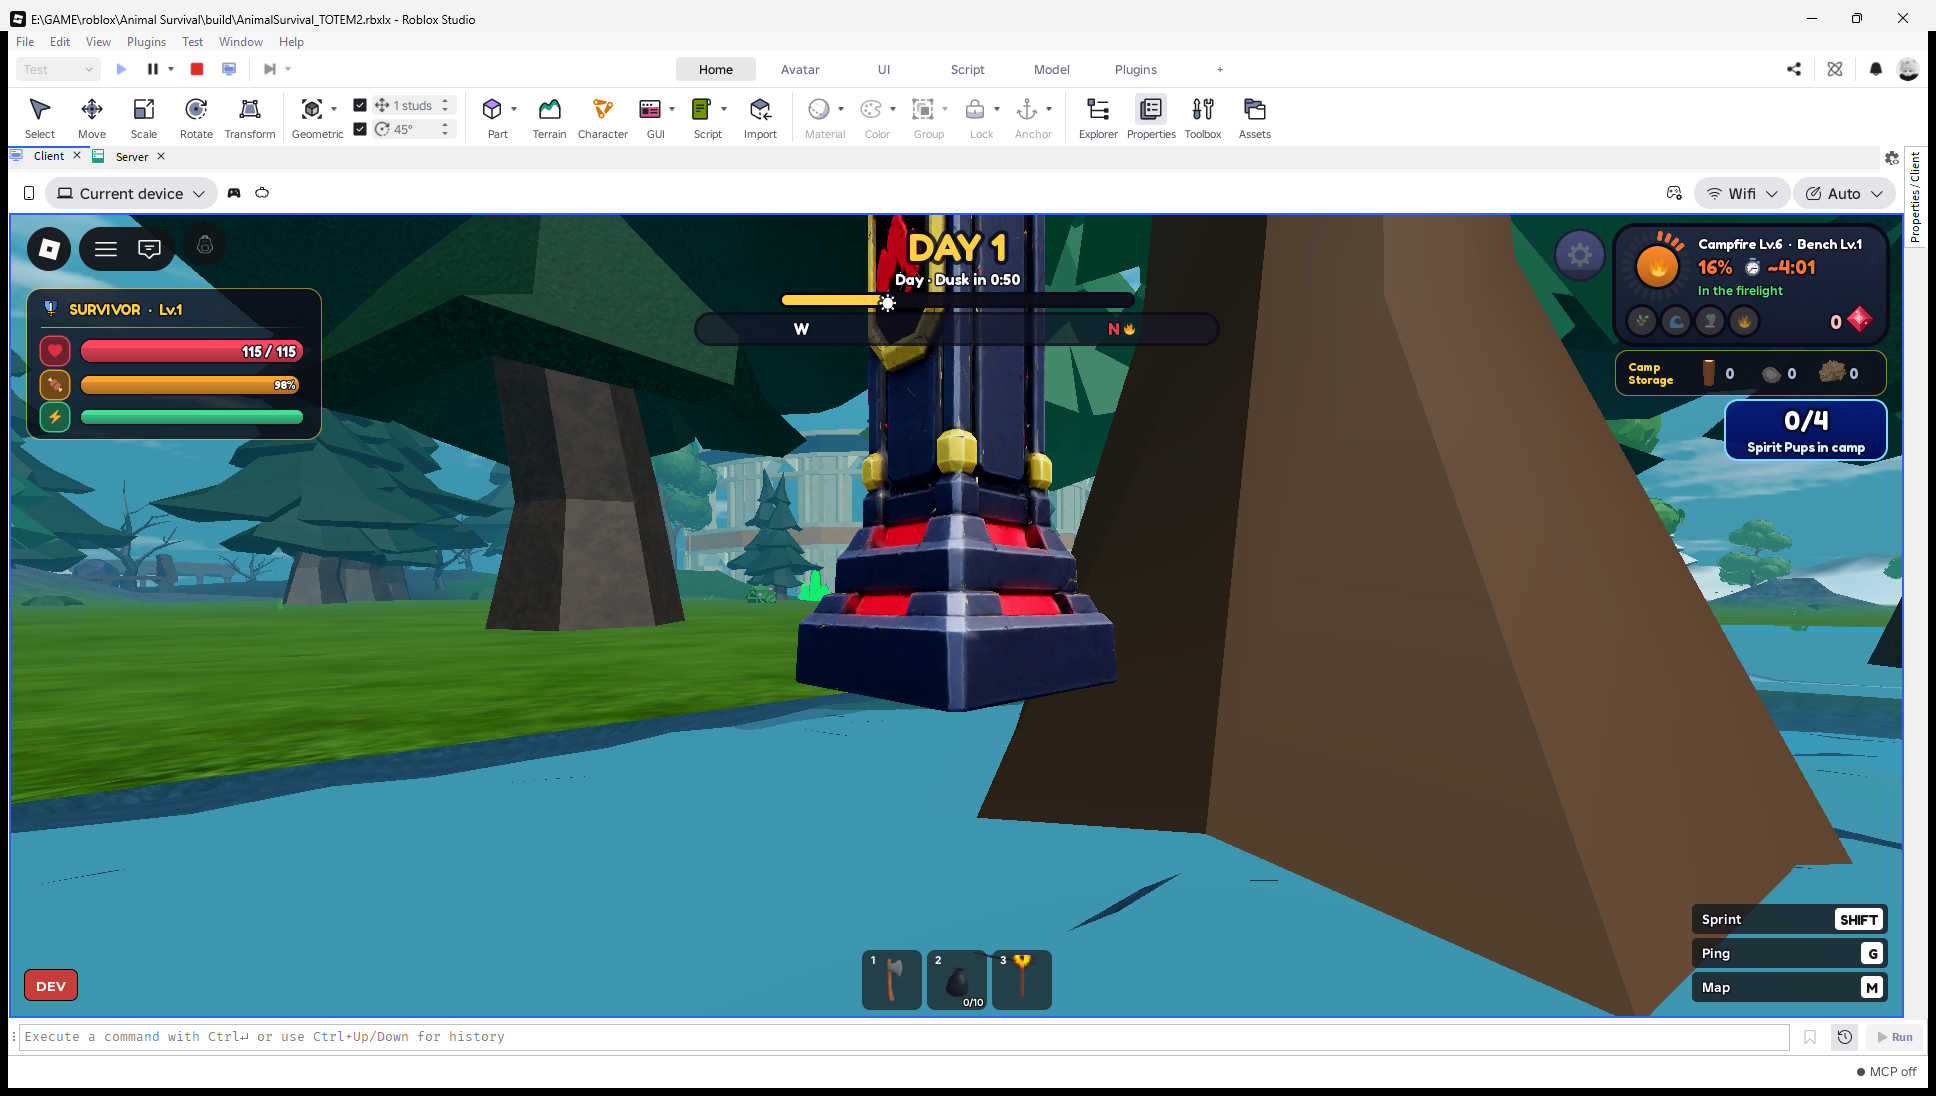 E:\GAME\roblox\Animal Survival\build\AnimalSurvival_TOTEM2.rbxlx - Roblox Studio
File Edit View Plugins Test Window Help
Test
Home Avatar UI Script Model Plugins +
1 studs
45°
Select Move Scale Rotate Transform Geometric Part Terrain Character GUI Script Import Material Color Group Lock Anchor Explorer Properties Toolbox Assets
Client Server
Properties / Client
Current device
Wifi Auto
DAY 1
Day · Dusk in 0:50
W N
SURVIVOR · Lv.1
115 / 115
98%
Campfire Lv.6 · Bench Lv.1
16% ~4:01
In the firelight
0
Camp Storage
0 0 0
0/4
Spirit Pups in camp
Sprint SHIFT
Ping G
Map M
1 2 3
0/10
DEV
Execute a command with Ctrl↵ or use Ctrl+Up/Down for history
Run
MCP off